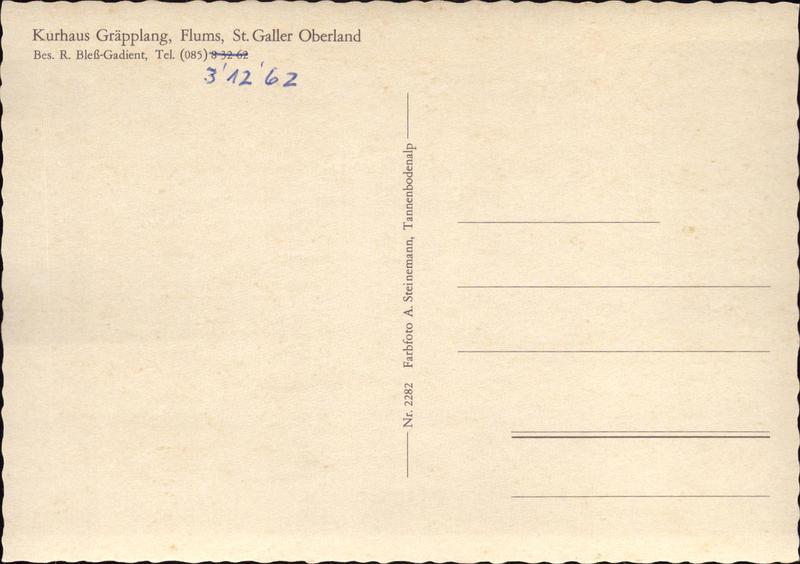 Kurhaus Gräpplang, Flums, St. Galler Oberland
Bes. R. Bleß-Gadient, Tel. (085) 8 32 62
3'12'62
Nr. 2282 Farbfoto A. Steinemann, Tannenbodenalp